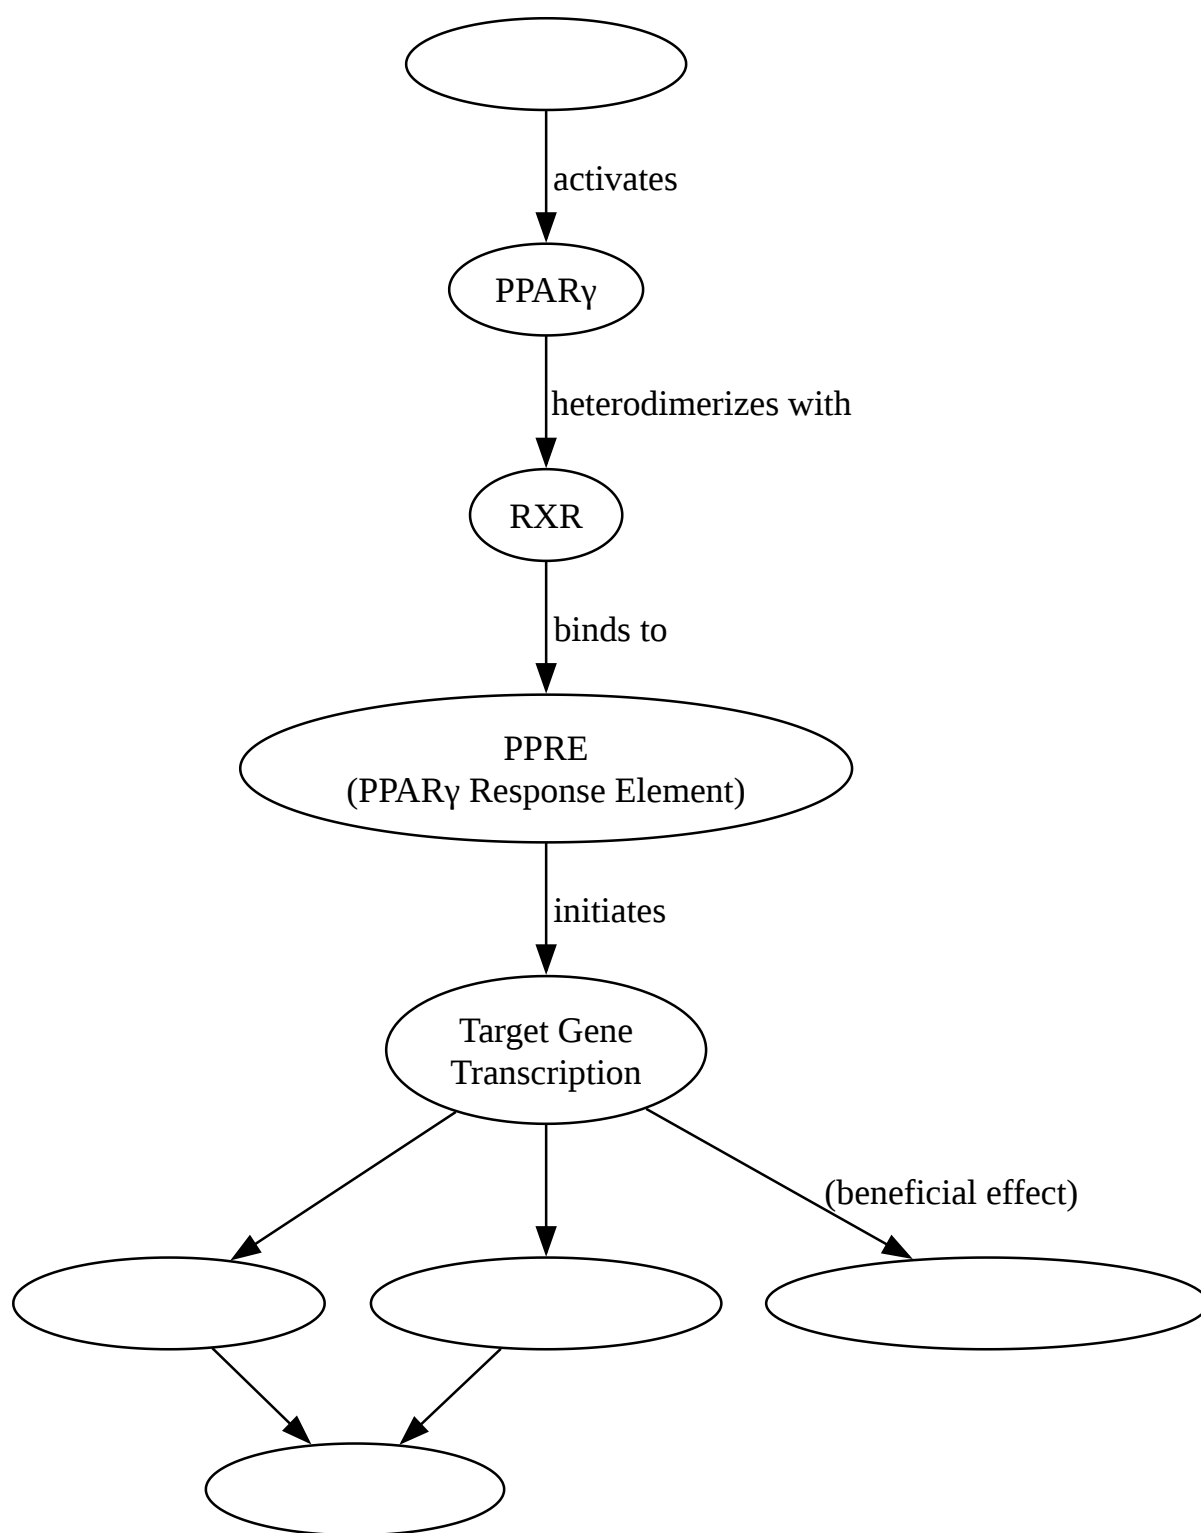 activates
PPARγ
heterodimerizes with
RXR
binds to
PPRE
(PPARγ Response Element)
initiates
Target Gene
Transcription
(beneficial effect)